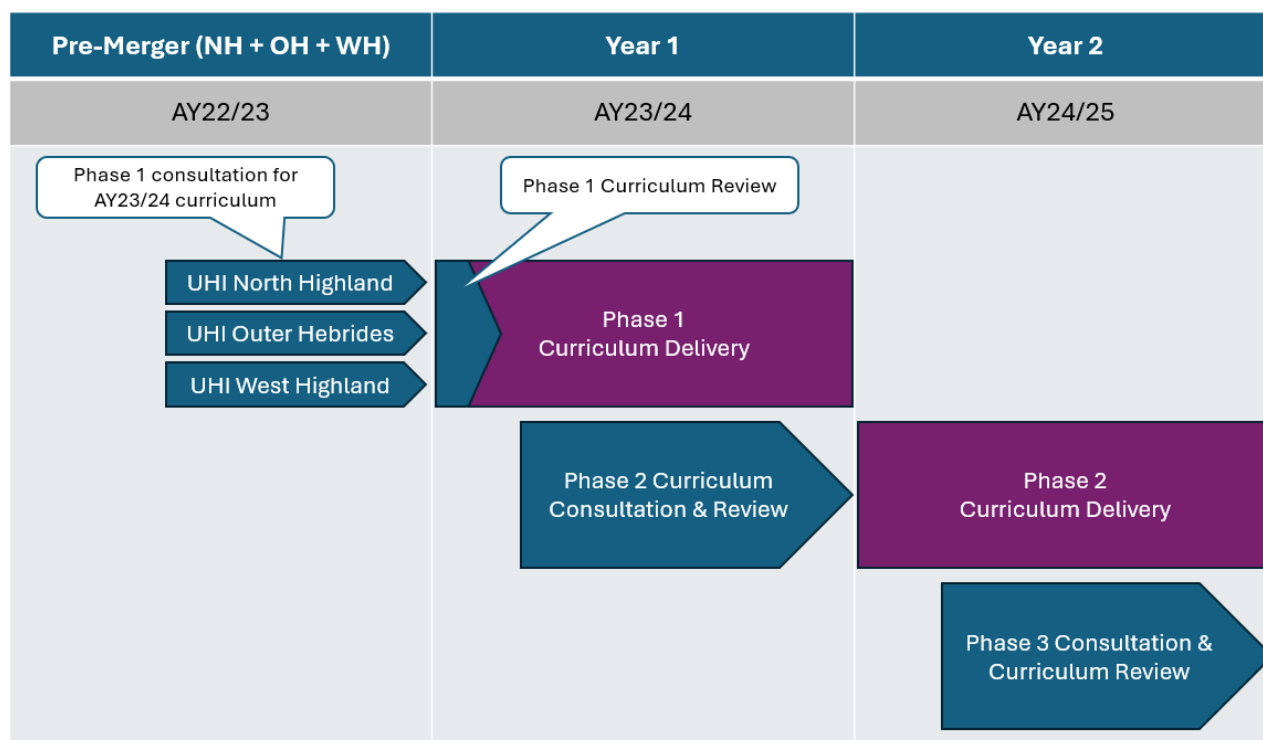 Pre-Merger (NH + OH + WH)
Year 1
Year 2
AY22/23
AY23/24
AY24/25
Phase 1 consultation for
AY23/24 curriculum
Phase 1 Curriculum Review
UHI North Highland
UHI Outer Hebrides
UHI West Highland
Phase 1
Curriculum Delivery
Phase 2 Curriculum
Consultation & Review
Phase 2
Curriculum Delivery
Phase 3 Consultation &
Curriculum Review